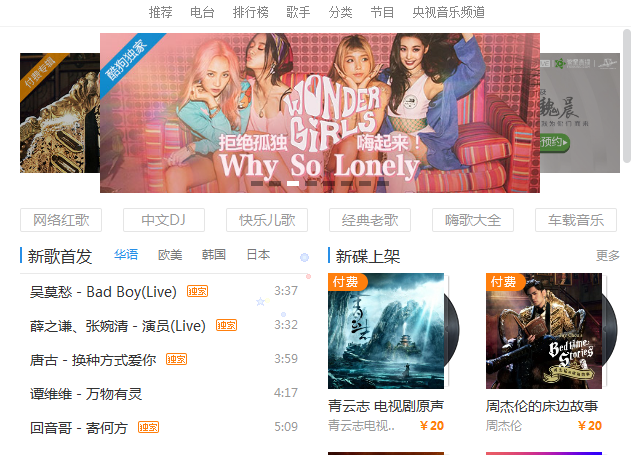 推荐 电台 排行榜 歌手 分类 节目 央视音乐频道
付费专辑
酷狗独家
WONDER GIRLS
拒绝孤独 嗨起来！
Why So Lonely
魏晨
预约
网络红歌 中文DJ 快乐儿歌 经典老歌 嗨歌大全 车载音乐
新歌首发 华语 欧美 韩国 日本
吴莫愁 - Bad Boy(Live) 独家 3:37
薛之谦、张婉清 - 演员(Live) 独家 3:32
唐古 - 换种方式爱你 独家 3:59
谭维维 - 万物有灵 4:17
回音哥 - 寄何方 独家 5:09
新碟上架 更多
付费
青云志
青云志 电视剧原声
青云志电视.. ￥20
付费
Bedtime Stories
周杰伦的床边故事
周杰伦 ￥20